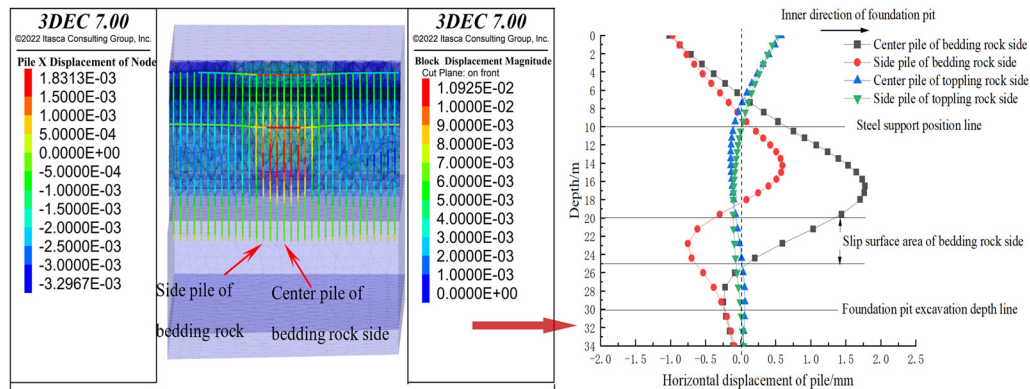 3DEC 7.00
©2022 Itasca Consulting Group, Inc.
Pile X Displacement of Node
1.8313E-03
1.5000E-03
1.0000E-03
5.0000E-04
0.0000E+00
-5.0000E-04
-1.0000E-03
-1.5000E-03
-2.0000E-03
-2.5000E-03
-3.0000E-03
-3.2967E-03
Side pile of
bedding rock
Center pile of
bedding rock side
3DEC 7.00
©2022 Itasca Consulting Group, Inc.
Block Displacement Magnitude
Cut Plane: on front
1.0925E-02
1.0000E-02
9.0000E-03
8.0000E-03
7.0000E-03
6.0000E-03
5.0000E-03
4.0000E-03
3.0000E-03
2.0000E-03
1.0000E-03
0.0000E+00
Inner direction of foundation pit
Center pile of bedding rock side
Side pile of bedding rock side
Center pile of toppling rock side
Side pile of toppling rock side
Steel support position line
Slip surface area of bedding rock side
Foundation pit excavation depth line
Depth/m
0
2
4
6
8
10
12
14
16
18
20
22
24
26
28
30
32
34
-2.0
-1.5
-1.0
-0.5
0.0
0.5
1.0
1.5
2.0
2.5
Horizontal displacement of pile/mm